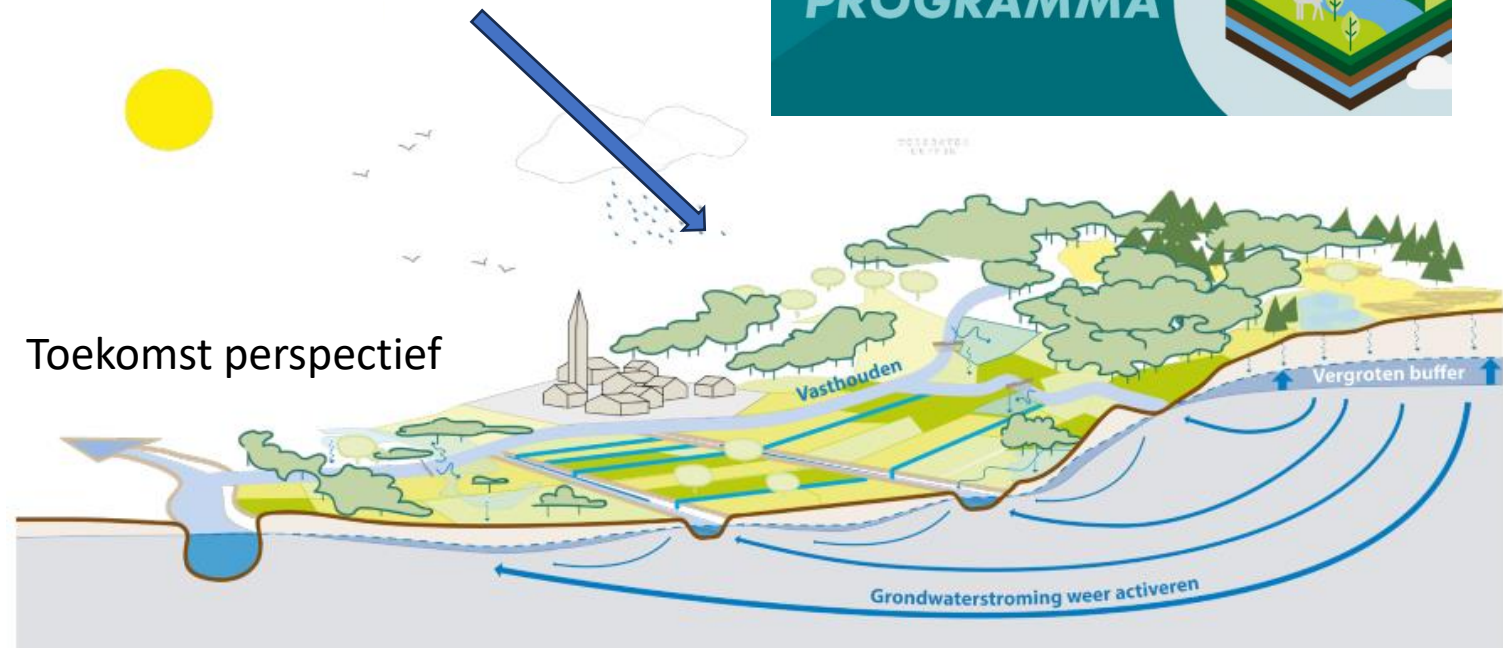 PROGRAMMA
Toekomst perspectief
Vasthouden
Vergroten buffer
Grondwaterstroming weer activeren